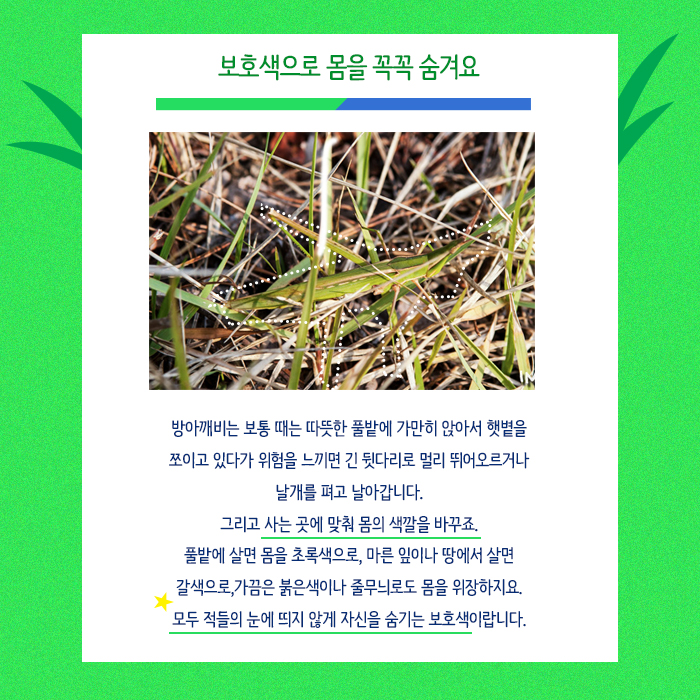 보호색으로 몸을 꼭꼭 숨겨요
방아깨비는 보통 때는 따뜻한 풀밭에 가만히 앉아서 햇볕을
쪼이고 있다가 위험을 느끼면 긴 뒷다리로 멀리 뛰어오르거나
날개를 펴고 날아갑니다.
그리고 사는 곳에 맞춰 몸의 색깔을 바꾸죠.
풀밭에 살면 몸을 초록색으로, 마른 잎이나 땅에서 살면
갈색으로,가끔은 붉은색이나 줄무늬로도 몸을 위장하지요.
모두 적들의 눈에 띄지 않게 자신을 숨기는 보호색이랍니다.